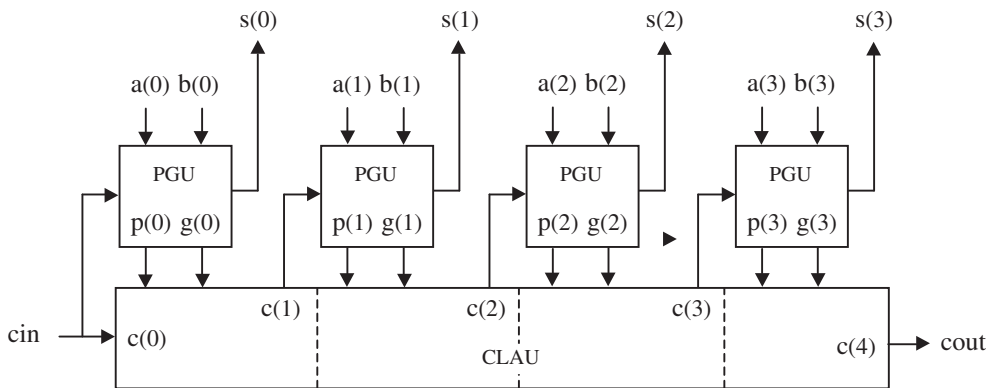 s(0) s(1) s(2) s(3)
a(0) b(0) a(1) b(1) a(2) b(2) a(3) b(3)
PGU PGU PGU PGU
p(0) g(0) p(1) g(1) p(2) g(2) p(3) g(3)
c(1) c(2) c(3)
cin c(0) c(4) cout
CLAU